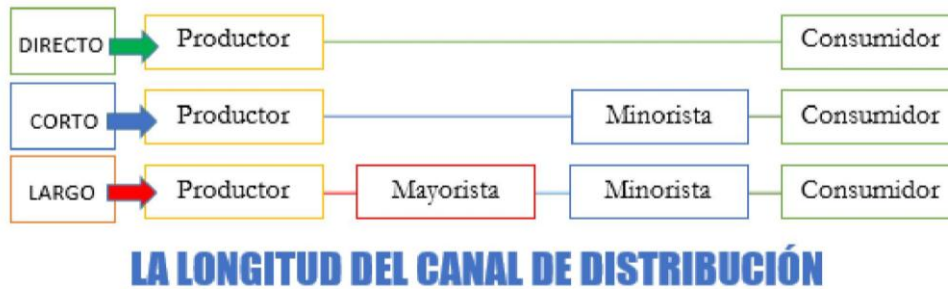 DIRECTO Productor Consumidor
CORTO Productor Minorista Consumidor
LARGO Productor Mayorista Minorista Consumidor
LA LONGITUD DEL CANAL DE DISTRIBUCIÓN